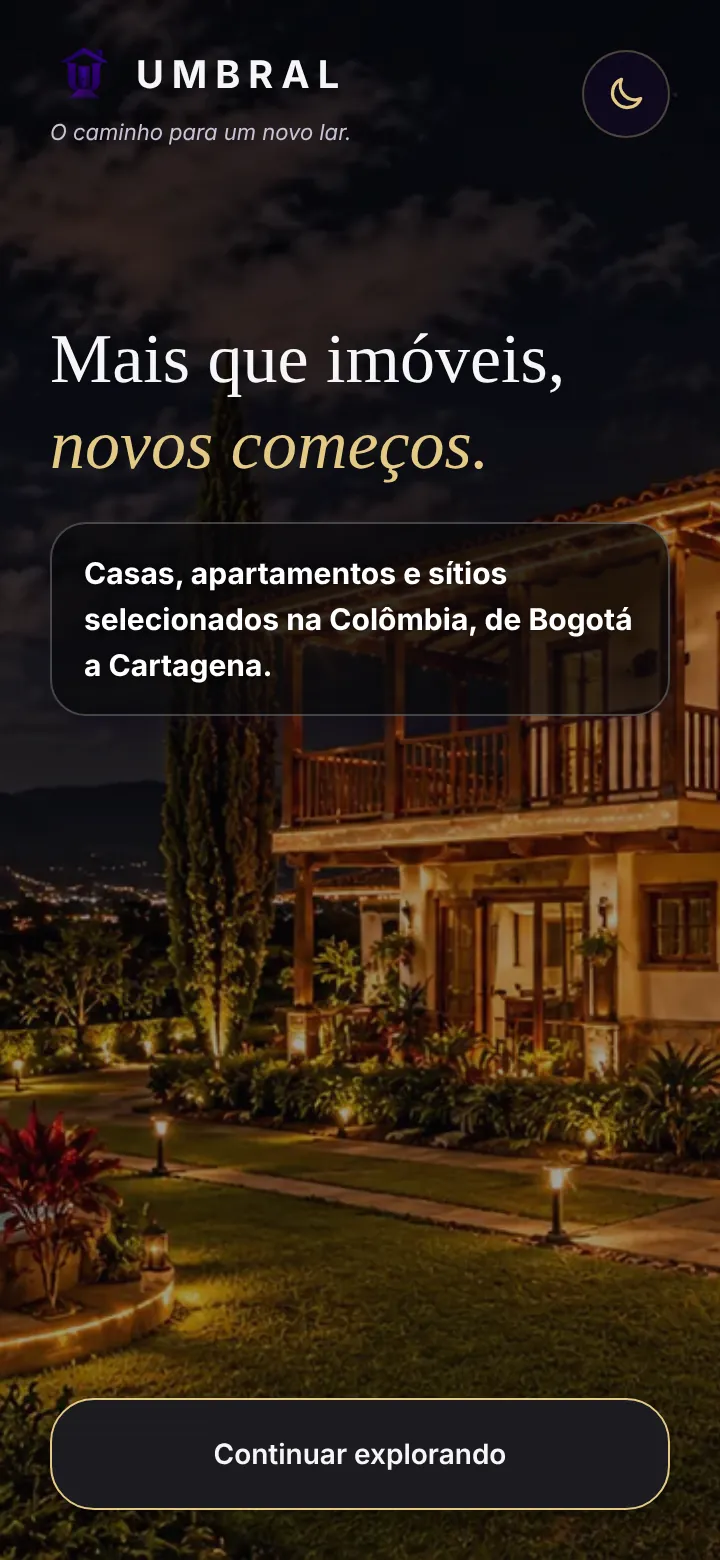 UMBRAL
O caminho para um novo lar.
Mais que imóveis,
novos começos.
Casas, apartamentos e sítios
selecionados na Colômbia, de Bogotá
a Cartagena.
Continuar explorando